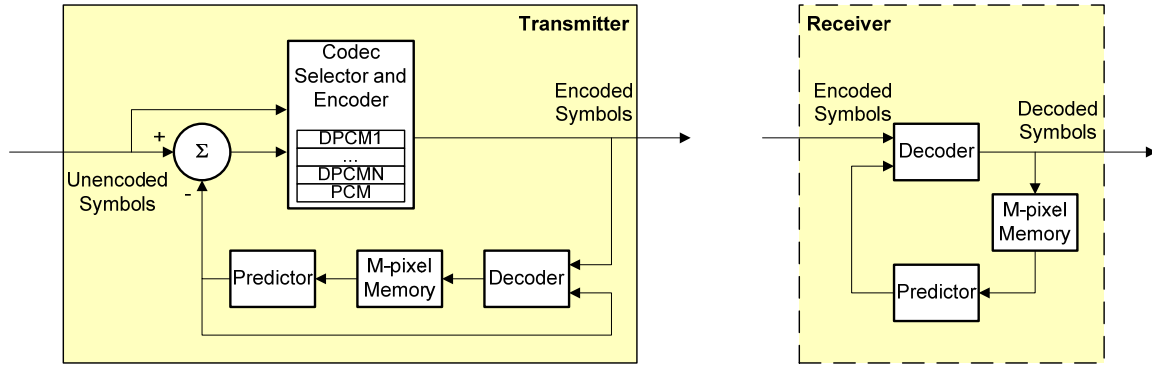 Transmitter
Codec
Selector and
Encoder
DPCM1
...
DPCMN
PCM
+
Σ
-
Unencoded
Symbols
Encoded
Symbols
Predictor
M-pixel
Memory
Decoder
Receiver
Encoded
Symbols
Decoder
Decoded
Symbols
M-pixel
Memory
Predictor